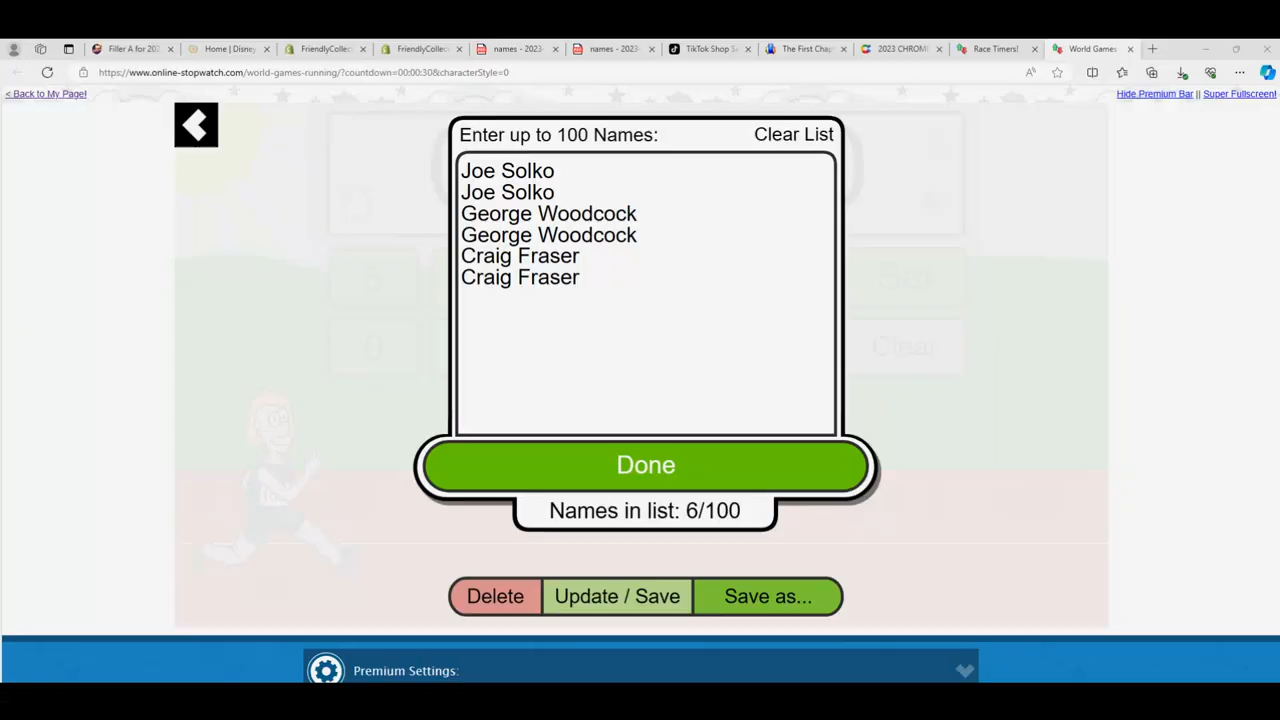 Filler A for 202
Home | Disney
FriendlyCollec
FriendlyCollec
names - 2023-
names - 2023-
TikTok Shop S
The First Chap
2023 CHROME
Race Timers!
World Games
https://www.online-stopwatch.com/world-games-running/?countdown=00:00:30&characterStyle=0
< Back to My Page!
Hide Premium Bar || Super Fullscreen!
Enter up to 100 Names:
Clear List
Joe Solko
Joe Solko
George Woodcock
George Woodcock
Craig Fraser
Craig Fraser
Set
0
Clear
Done
Names in list: 6/100
Delete
Update / Save
Save as...
Premium Settings: